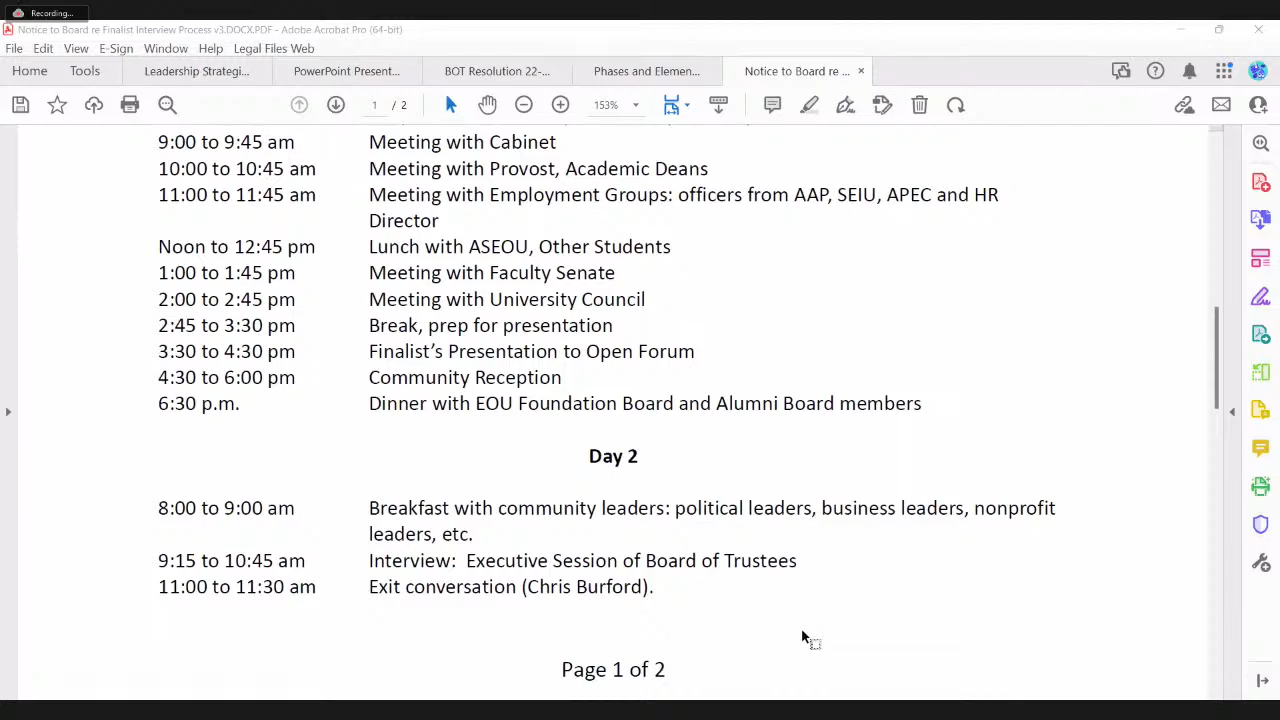 Recording...
Notice to Board re Finalist Interview Process v3.DOCX.PDF - Adobe Acrobat Pro (64-bit)
File Edit View E-Sign Window Help Legal Files Web
Home Tools Leadership Strategi... PowerPoint Present... BOT Resolution 22-... Phases and Elemen... Notice to Board re ... ×
1 / 2 153%
9:00 to 9:45 am Meeting with Cabinet
10:00 to 10:45 am Meeting with Provost, Academic Deans
11:00 to 11:45 am Meeting with Employment Groups: officers from AAP, SEIU, APEC and HR
Director
Noon to 12:45 pm Lunch with ASEOU, Other Students
1:00 to 1:45 pm Meeting with Faculty Senate
2:00 to 2:45 pm Meeting with University Council
2:45 to 3:30 pm Break, prep for presentation
3:30 to 4:30 pm Finalist’s Presentation to Open Forum
4:30 to 6:00 pm Community Reception
6:30 p.m. Dinner with EOU Foundation Board and Alumni Board members
Day 2
8:00 to 9:00 am Breakfast with community leaders: political leaders, business leaders, nonprofit
leaders, etc.
9:15 to 10:45 am Interview: Executive Session of Board of Trustees
11:00 to 11:30 am Exit conversation (Chris Burford).
Page 1 of 2